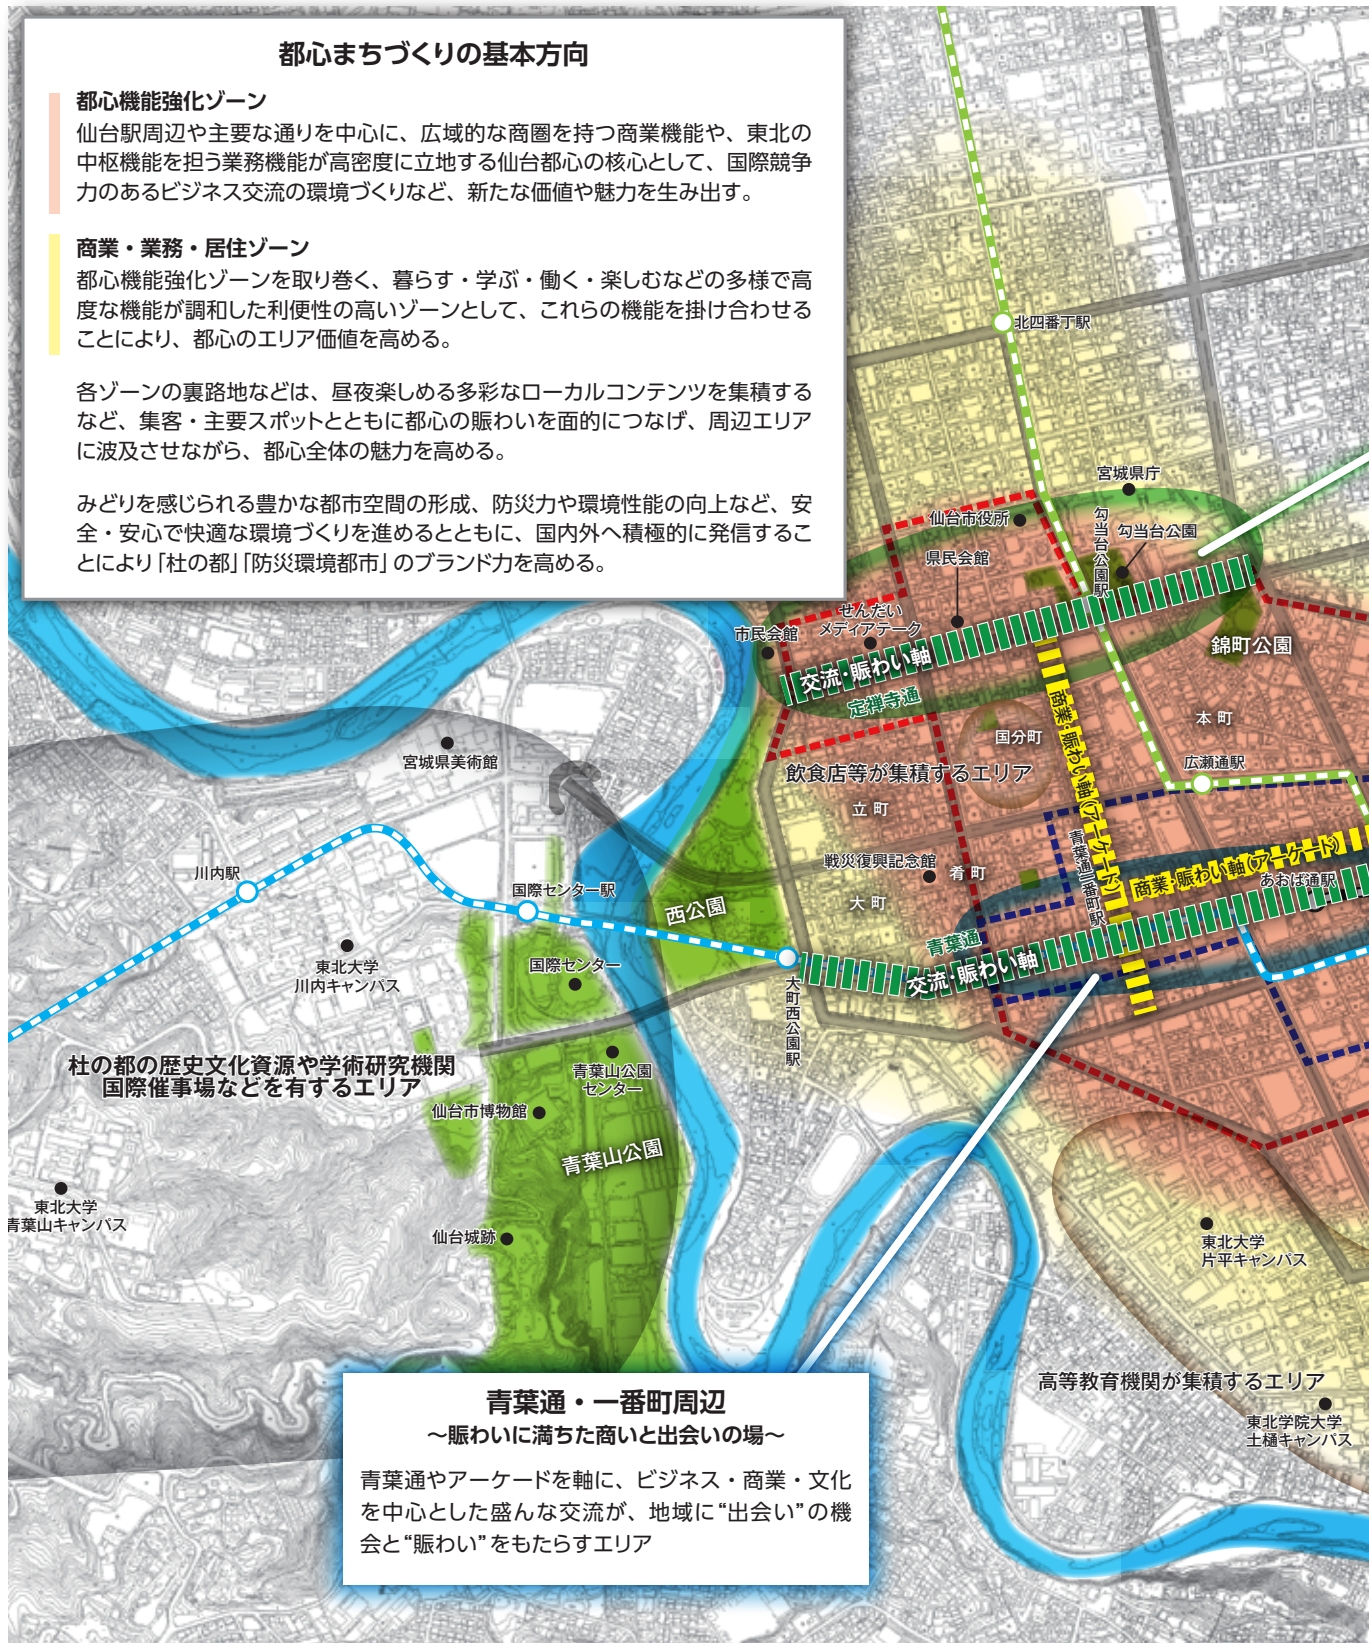 都心まちづくりの基本方向
都心機能強化ゾーン
仙台駅周辺や主要な通りを中心に、広域的な商圏を持つ商業機能や、東北の
中枢機能を担う業務機能が高密度に立地する仙台都心の核心として、国際競争
力のあるビジネス交流の環境づくりなど、新たな価値や魅力を生み出す。
商業・業務・居住ゾーン
都心機能強化ゾーンを取り巻く、暮らす・学ぶ・働く・楽しむなどの多様で高
度な機能が調和した利便性の高いゾーンとして、これらの機能を掛け合わせる
ことにより、都心のエリア価値を高める。
各ゾーンの裏路地などは、昼夜楽しめる多彩なローカルコンテンツを集積する
など、集客・主要スポットとともに都心の賑わいを面的につなげ、周辺エリア
に波及させながら、都心全体の魅力を高める。
みどりを感じられる豊かな都市空間の形成、防災力や環境性能の向上など、安
全・安心で快適な環境づくりを進めるとともに、国内外へ積極的に発信するこ
とにより「杜の都」「防災環境都市」のブランド力を高める。
北四番丁駅
宮城県庁
仙台市役所
勾当台公園駅
勾当台公園
県民会館
せんだい
メディアテーク
市民会館
錦町公園
交流・賑わい軸
定禅寺通
商業・賑わい軸(アーケード)
本町
国分町
宮城県美術館
広瀬通駅
飲食店等が集積するエリア
立町
青葉通一番町駅
戦災復興記念館
肴町
商業・賑わい軸(アーケード)
あおば通駅
川内駅
国際センター駅
西公園
大町
青葉通
東北大学
川内キャンパス
国際センター
交流・賑わい軸
大町西公園駅
杜の都の歴史文化資源や学術研究機関
国際催事場などを有するエリア
青葉山公園
センター
仙台市博物館
青葉山公園
東北大学
青葉山キャンパス
仙台城跡
東北大学
片平キャンパス
高等教育機関が集積するエリア
東北学院大学
土樋キャンパス
青葉通・一番町周辺
～賑わいに満ちた商いと出会いの場～
青葉通やアーケードを軸に、ビジネス・商業・文化
を中心とした盛んな交流が、地域に“出会い”の機
会と“賑わい”をもたらすエリア